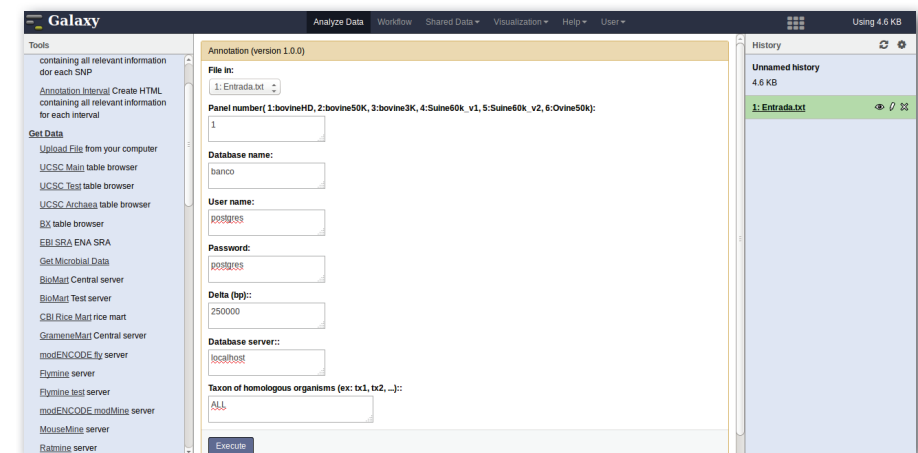 Galaxy
Analyze Data Workflow Shared Data Visualization Help User
Using 4.6 KB
Tools
containing all relevant information
dor each SNP
Annotation Interval Create HTML
containing all relevant information
for each interval
Get Data
Upload File from your computer
UCSC Main table browser
UCSC Test table browser
UCSC Archaea table browser
BX table browser
EBI SRA ENA SRA
Get Microbial Data
BioMart Central server
BioMart Test server
CBI Rice Mart rice mart
GrameneMart Central server
modENCODE fly server
Flymine server
Flymine test server
modENCODE modMine server
MouseMine server
Ratmine server
Annotation (version 1.0.0)
File in:
1: Entrada.txt
Panel number( 1:bovineHD, 2:bovine50K, 3:bovine3K, 4:Suine60k_v1, 5:Suine60k_v2, 6:Ovine50k):
1
Database name:
banco
User name:
postgres
Password:
postgres
Delta (bp)::
250000
Database server::
localhost
Taxon of homologous organisms (ex: tx1, tx2, ...)::
ALL
Execute
History
Unnamed history
4.6 KB
1: Entrada.txt